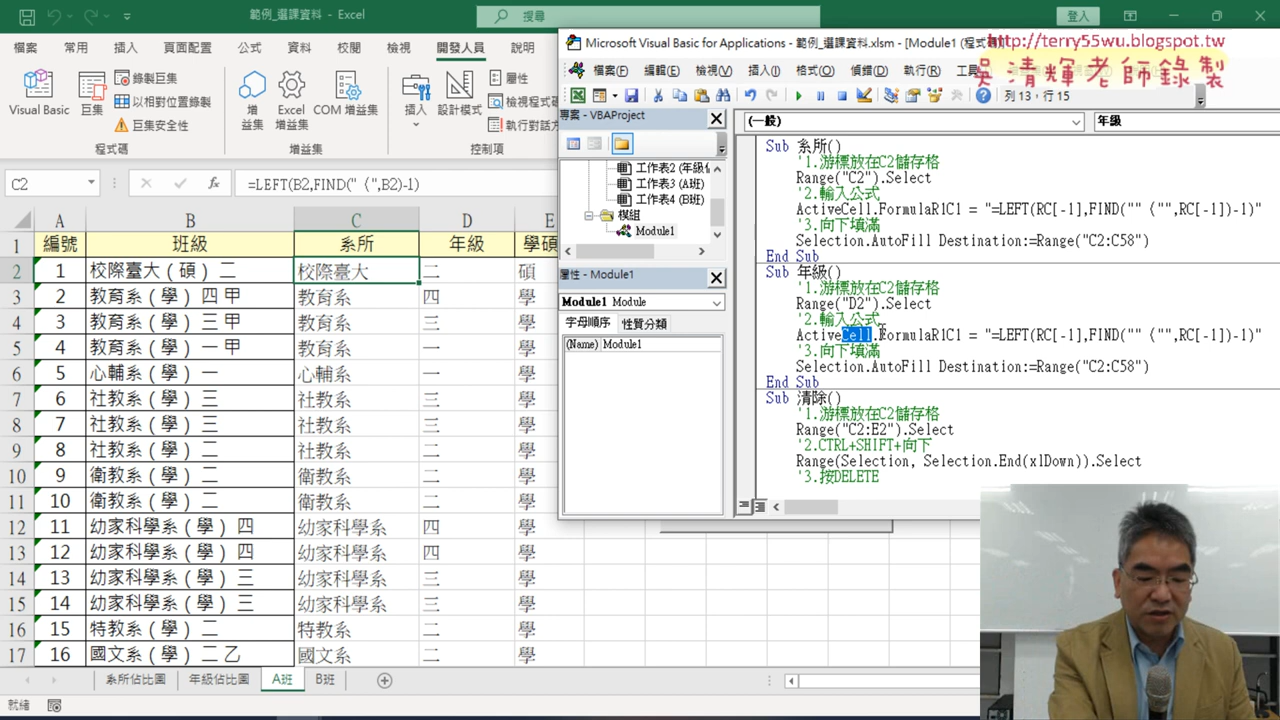 範例_選課資料 - Excel
搜尋
登入
檔案 常用 插入 頁面配置 公式 資料 校閱 檢視 開發人員 說明
Visual Basic 巨集 錄製巨集 以相對位置錄製 巨集安全性 程式碼
增益集 Excel 增益集 COM 增益集 增益集
插入 設計模式 屬性 檢視程式碼 執行對話方 控制項
C2 =LEFT(B2,FIND("（",B2)-1)
A B C D E
1 編號 班級 系所 年級 學碩
2 1 校際臺大（碩）二 校際臺大 二 碩
3 2 教育系（學）四甲 教育系 四 學
4 3 教育系（學）三甲 教育系 三 學
5 4 教育系（學）一甲 教育系 一 學
6 5 心輔系（學）一 心輔系 一 學
7 6 社教系（學）三 社教系 三 學
8 7 社教系（學）三 社教系 三 學
9 8 社教系（學）二 社教系 二 學
10 9 衛教系（學）二 衛教系 二 學
11 10 衛教系（學）二 衛教系 二 學
12 11 幼家科學系（學）四 幼家科學系 四 學
13 12 幼家科學系（學）四 幼家科學系 四 學
14 13 幼家科學系（學）三 幼家科學系 三 學
15 14 幼家科學系（學）三 幼家科學系 三 學
16 15 特教系（學）二 特教系 二 學
17 16 國文系（學）二乙 國文系 二 學
系所佔比圖 年級佔比圖 A班 B班
就緒
Microsoft Visual Basic for Applications - 範例_選課資料.xlsm - [Module1 (程式碼)]
http://terry55wu.blogspot.tw
吳清輝老師錄製
檔案(F) 編輯(E) 檢視(V) 插入(I) 格式(O) 偵錯(D) 執行(R) 工具
列 13，行 15
專案 - VBAProject
工作表2 (年級佔
工作表3 (A班)
工作表4 (B班)
模組
Module1
屬性 - Module1
Module1 Module
字母順序 性質分類
(Name) Module1
(一般) 年級
Sub 系所()
'1.游標放在C2儲存格
Range("C2").Select
'2.輸入公式
ActiveCell.FormulaR1C1 = "=LEFT(RC[-1],FIND(""（"",RC[-1])-1)"
'3.向下填滿
Selection.AutoFill Destination:=Range("C2:C58")
End Sub
Sub 年級()
'1.游標放在C2儲存格
Range("D2").Select
'2.輸入公式
ActiveCell.FormulaR1C1 = "=LEFT(RC[-1],FIND(""（"",RC[-1])-1)"
'3.向下填滿
Selection.AutoFill Destination:=Range("C2:C58")
End Sub
Sub 清除()
'1.游標放在C2儲存格
Range("C2:E2").Select
'2.CTRL+SHIFT+向下
Range(Selection, Selection.End(xlDown)).Select
'3.按DELETE